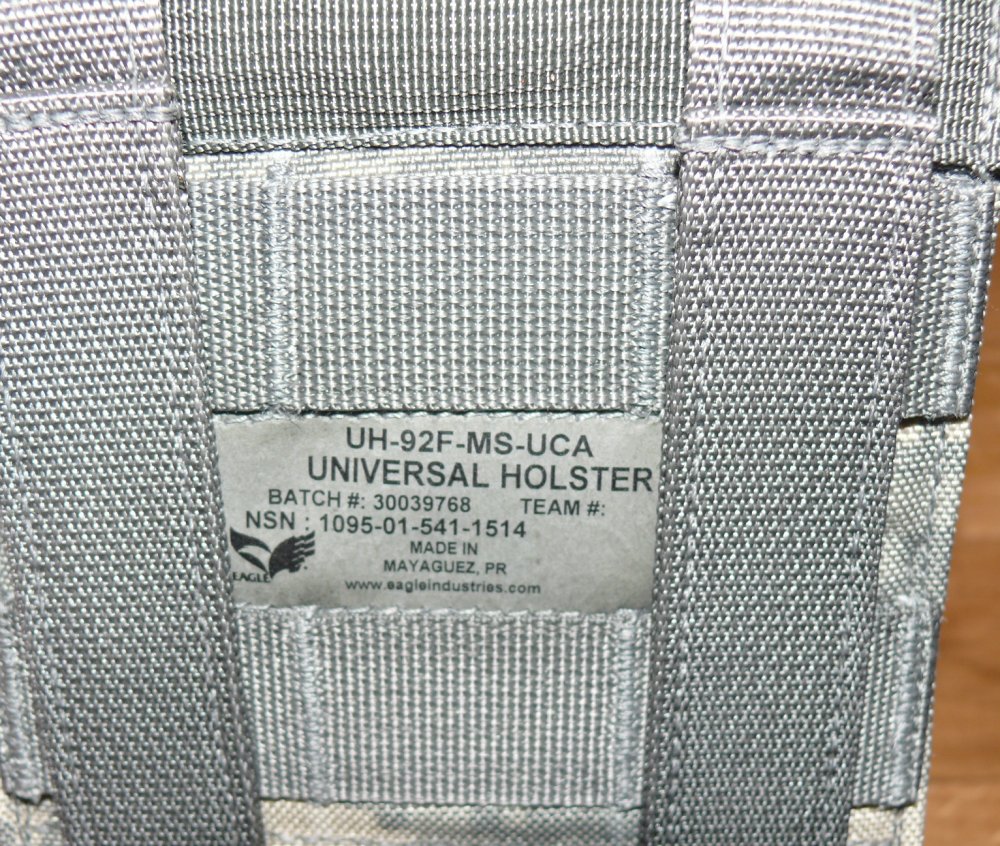 UH-92F-MS-UCA
UNIVERSAL HOLSTER
BATCH #: 30039768 TEAM #:
NSN : 1095-01-541-1514
MADE IN
MAYAGUEZ, PR
EAGLE
www.eagleindustries.com